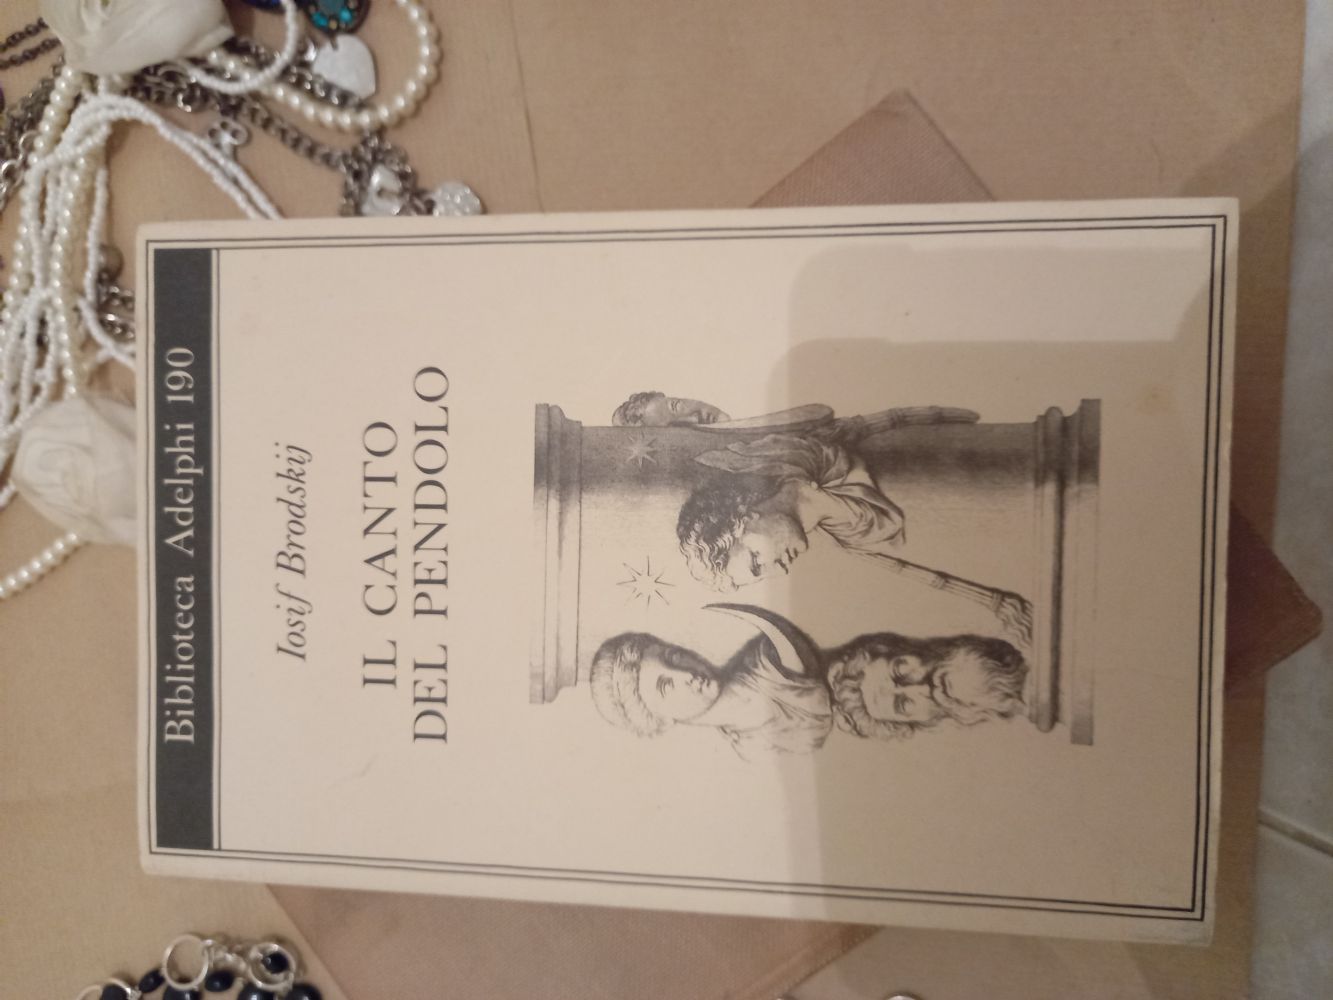 Biblioteca Adelphi 190
Iosif Brodskij
IL CANTO
DEL PENDOLO